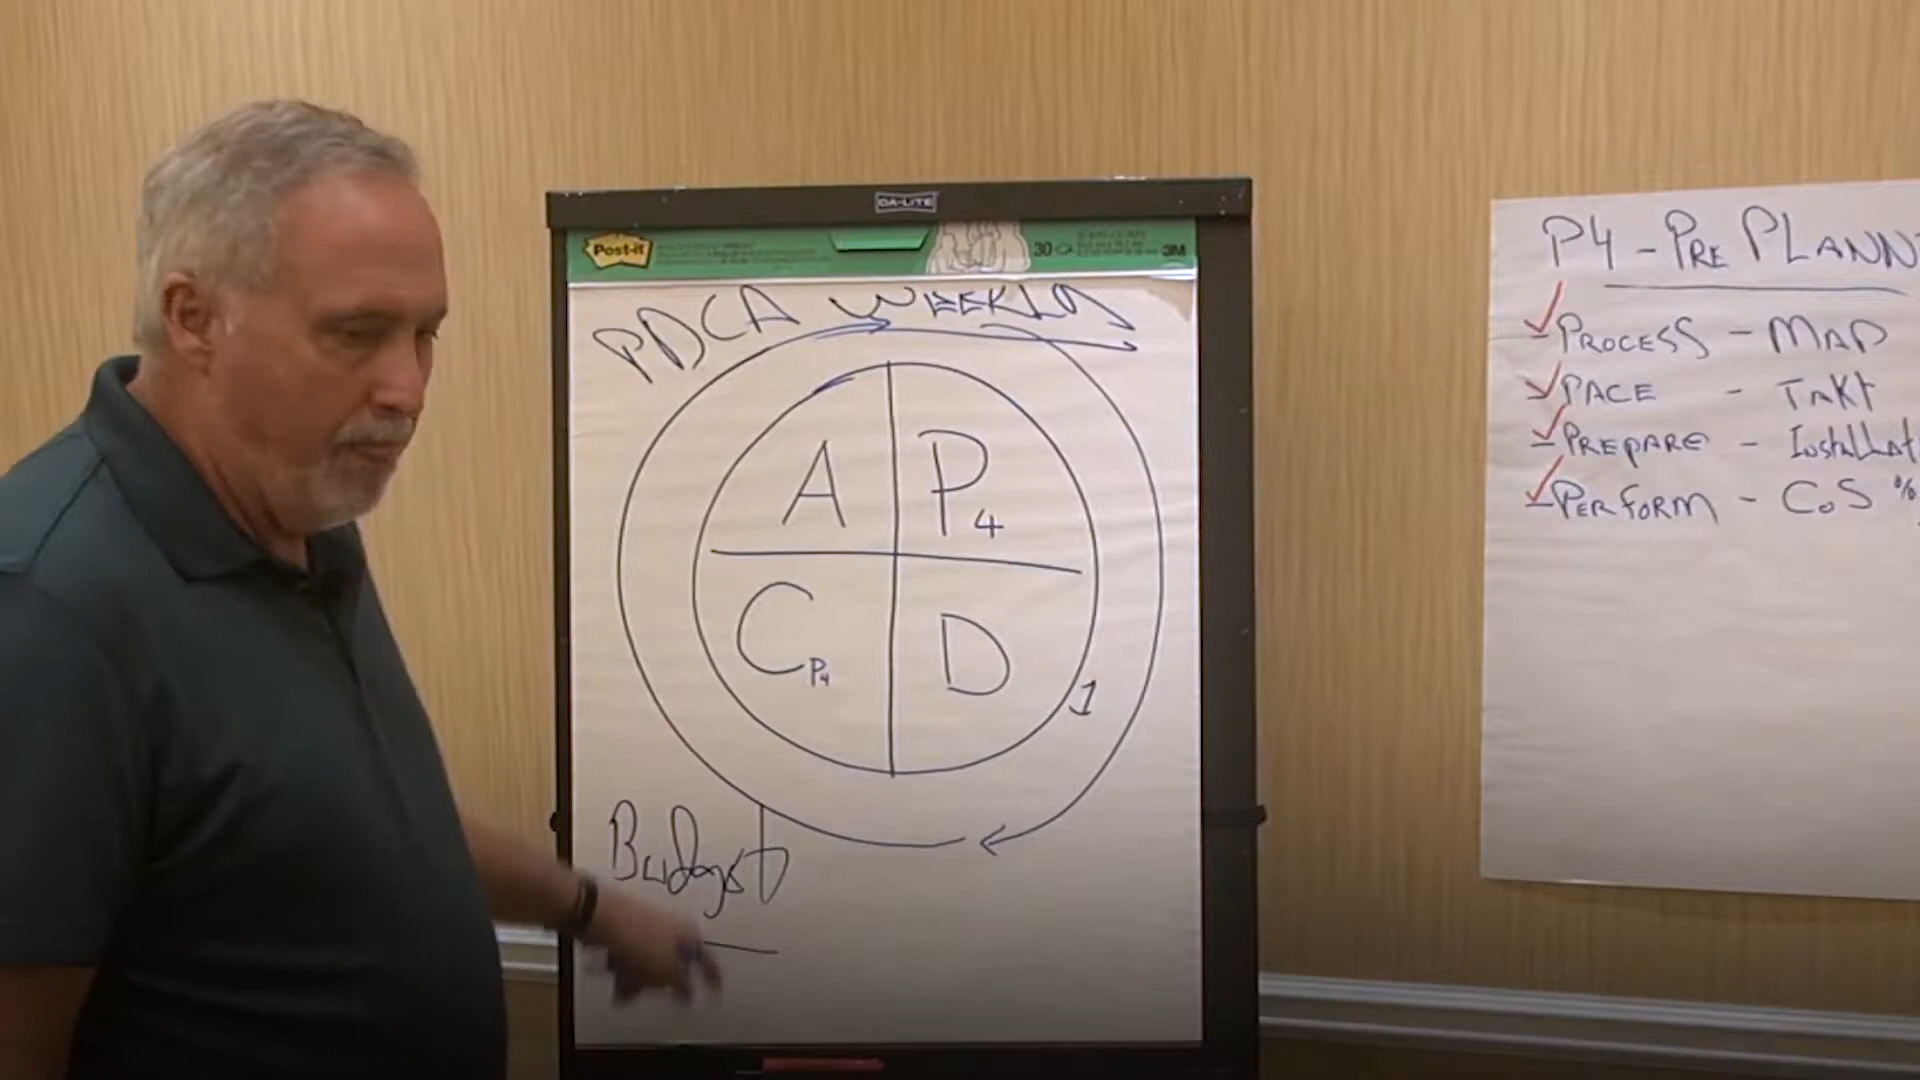 DA-LITE
Post-it
30
3M
PDCA WEEKLY
A
P4
C P4
D
1
Budget
P4 - PRE PLANN
PROCESS - MAP
PACE - TAKT
PREPARE - Installat
PERFORM - CoS %